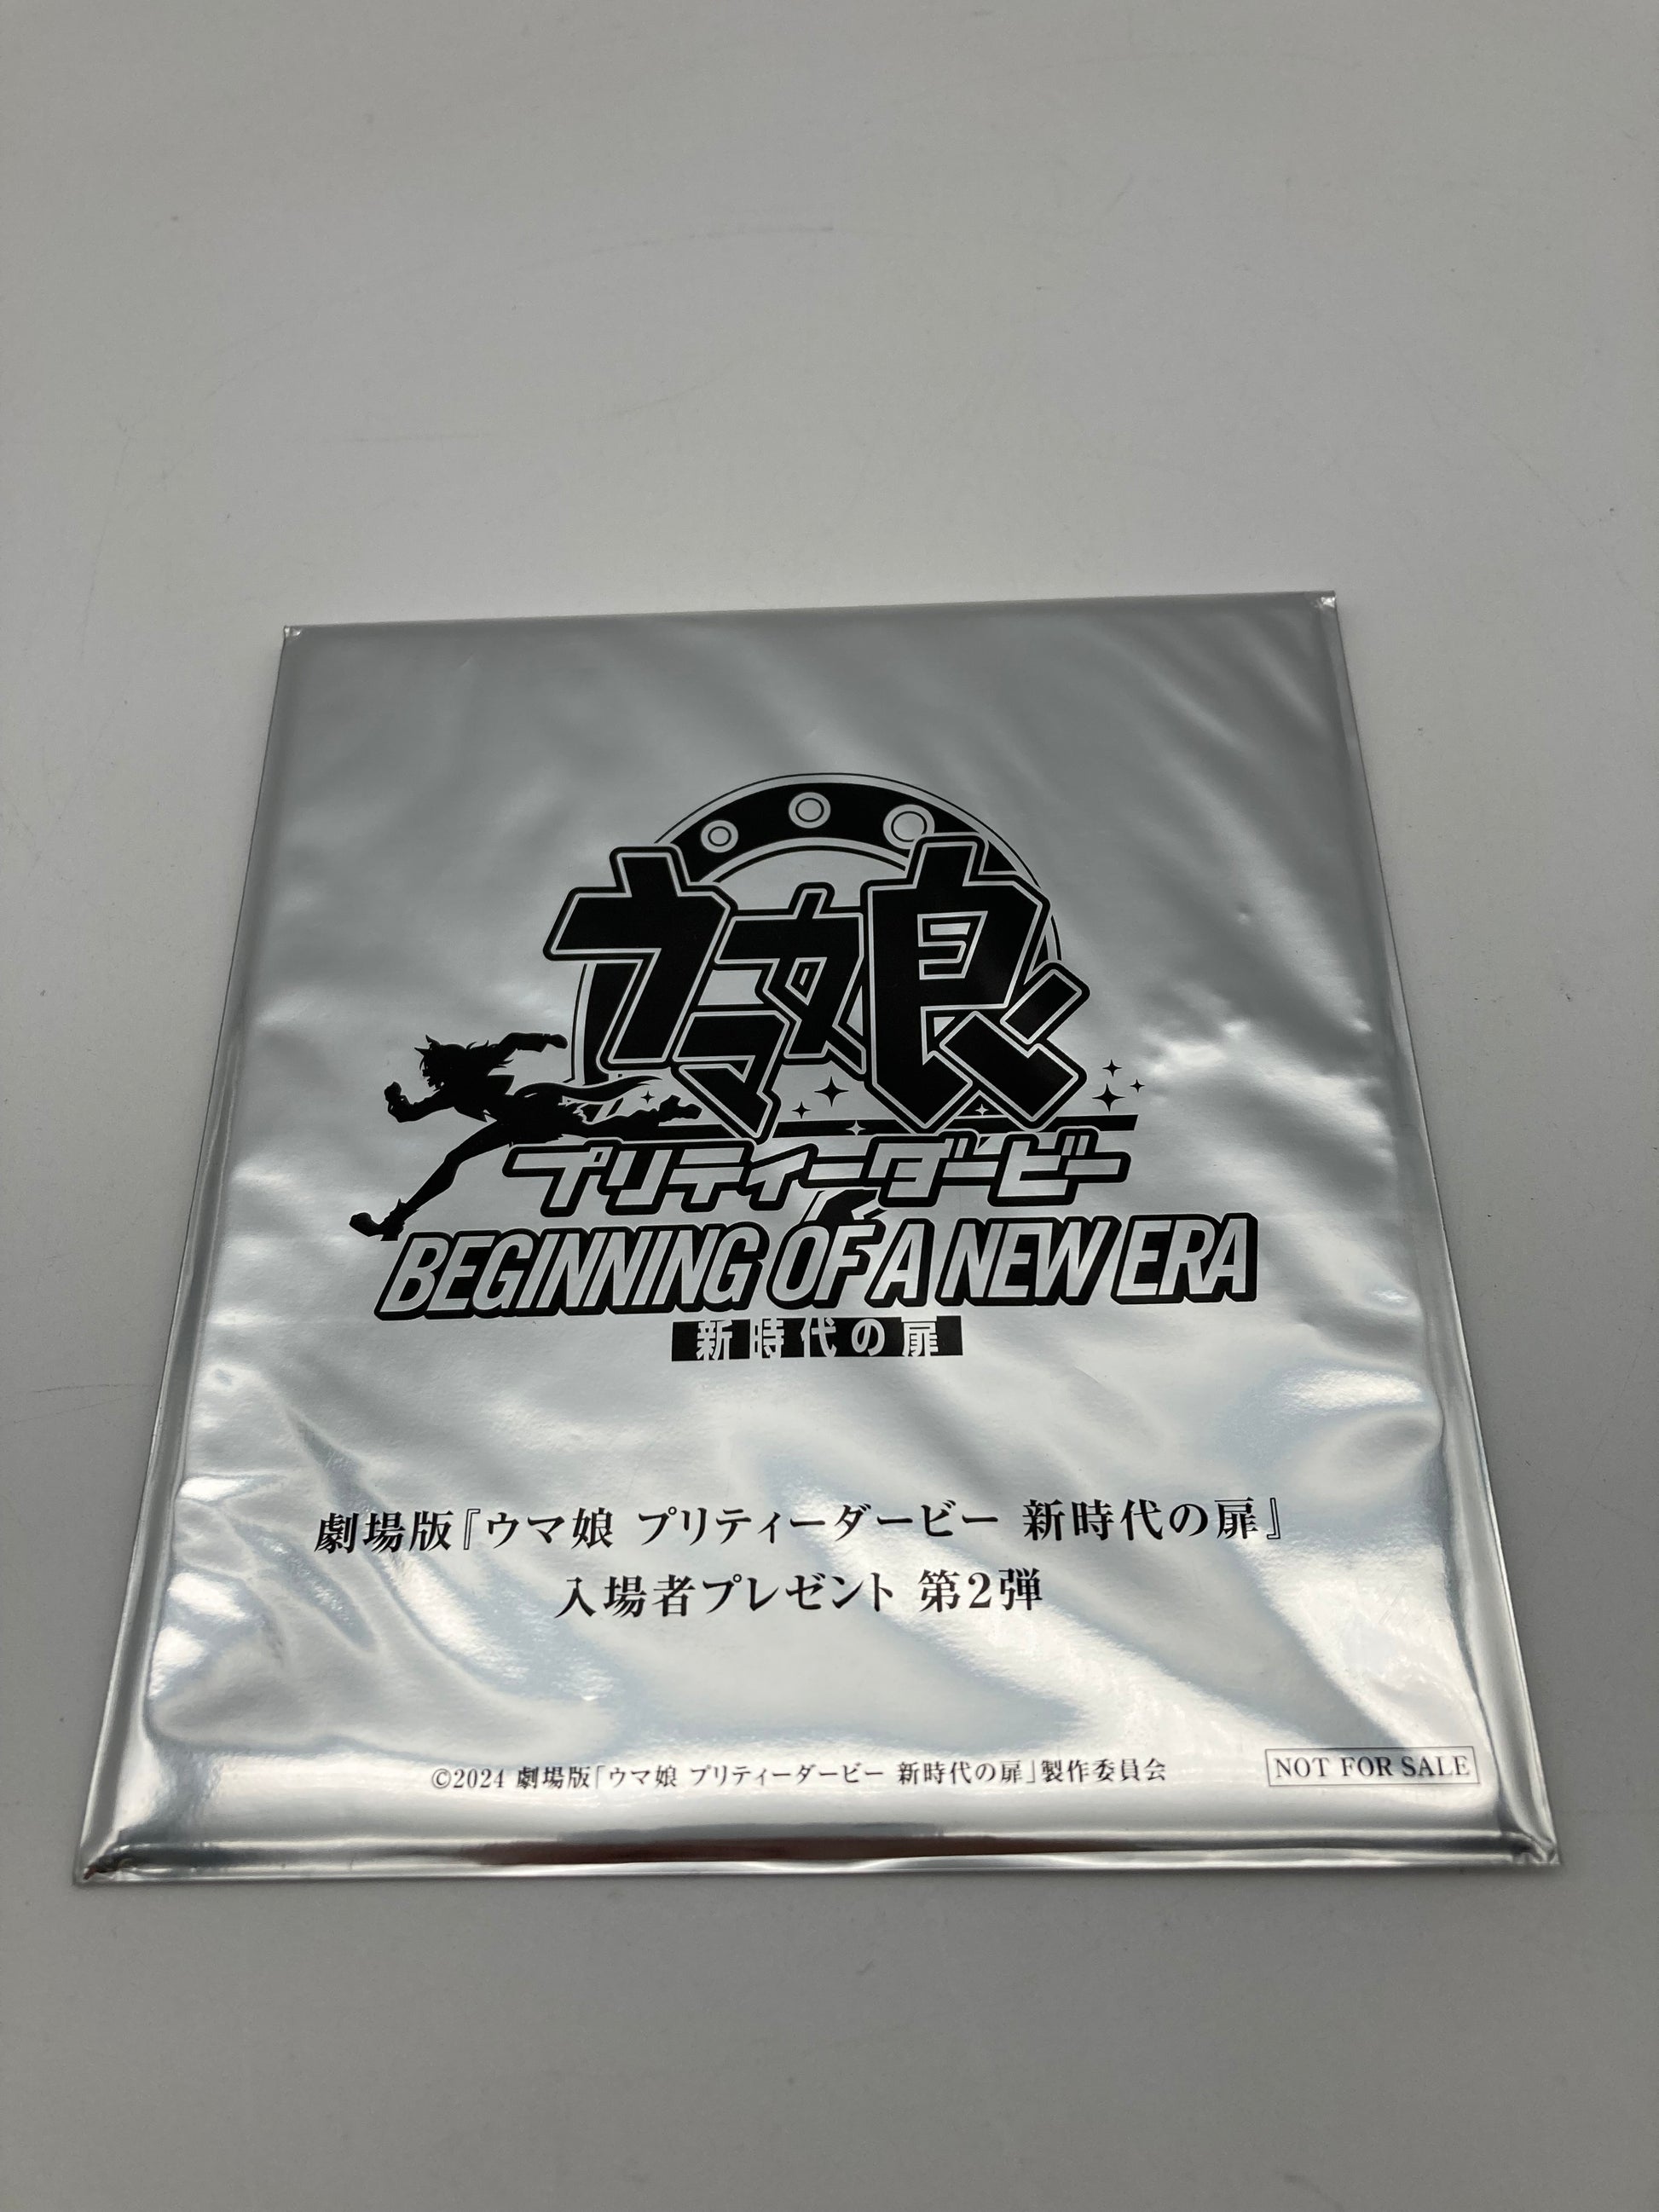 ウマ娘
プリティーダービー
BEGINNING OF A NEW ERA
新時代の扉
劇場版『ウマ娘 プリティーダービー 新時代の扉』
入場者プレゼント 第2弾
©2024 劇場版「ウマ娘 プリティーダービー 新時代の扉」製作委員会
NOT FOR SALE